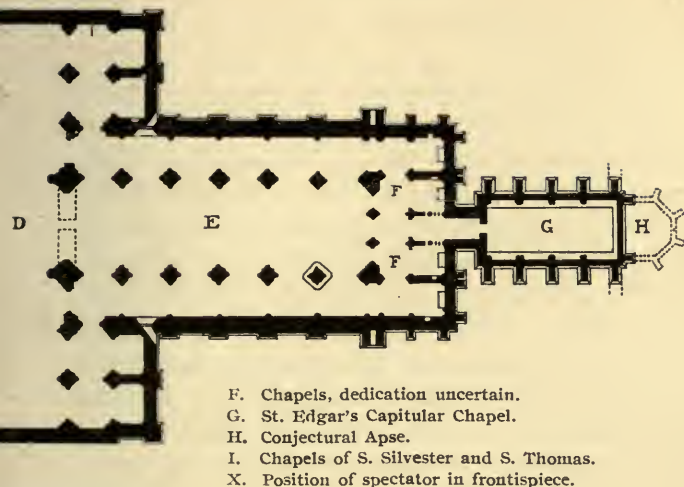 F
D
E
G
H
F
F. Chapels, dedication uncertain.
G. St. Edgar's Capitular Chapel.
H. Conjectural Apse.
I. Chapels of S. Silvester and S. Thomas.
X. Position of spectator in frontispiece.